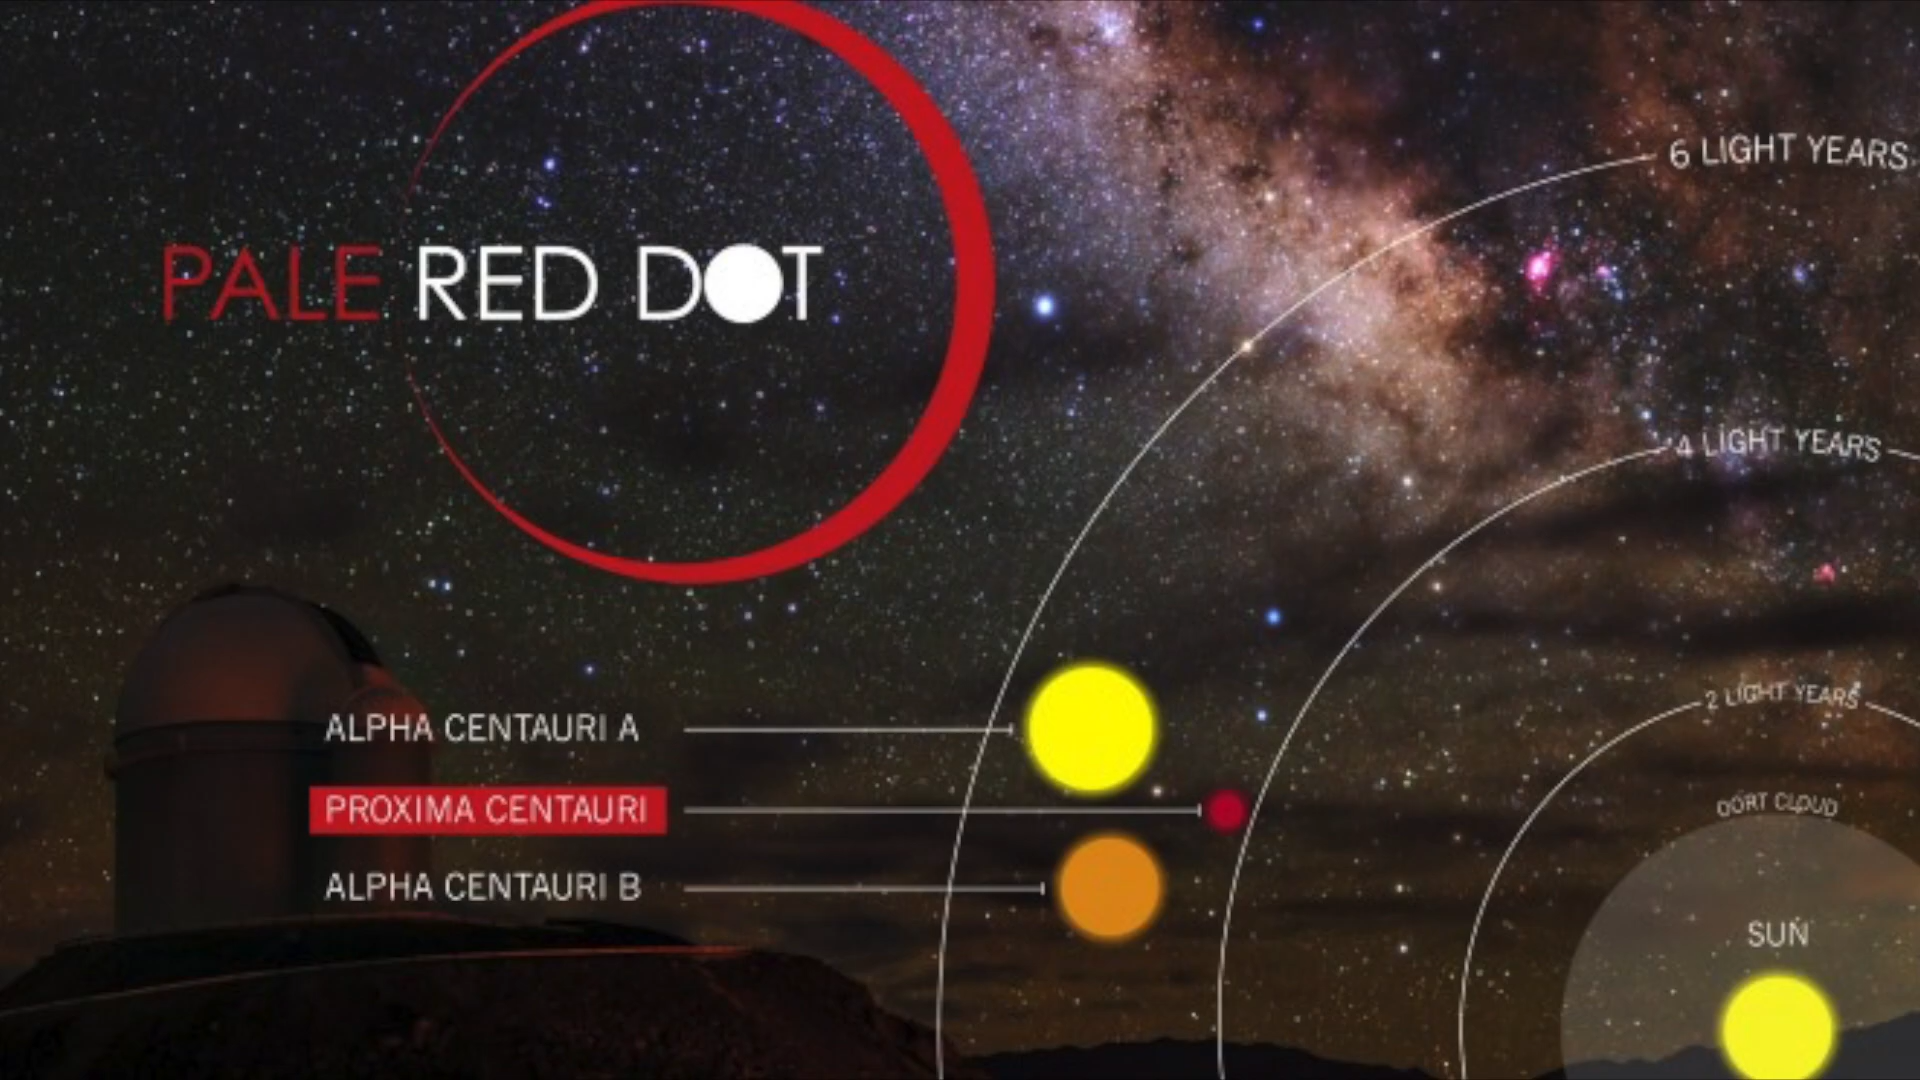 PALE RED DOT
6 LIGHT YEARS
4 LIGHT YEARS
2 LIGHT YEARS
OORT CLOUD
SUN
ALPHA CENTAURI A
PROXIMA CENTAURI
ALPHA CENTAURI B